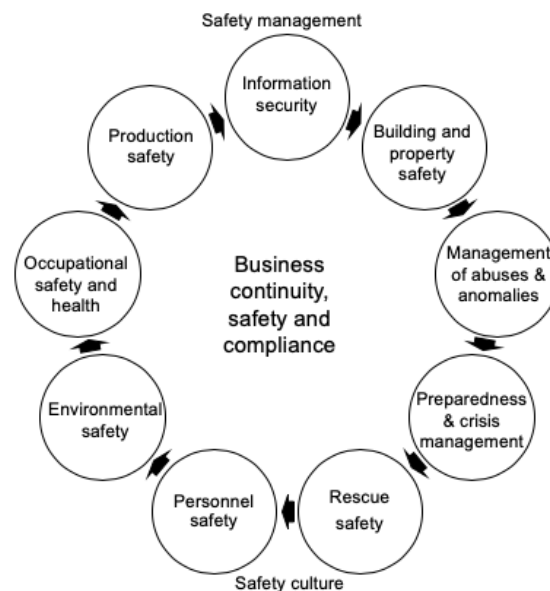 Safety management
Information
security
Building and
property
safety
Management
of abuses &
anomalies
Preparedness
& crisis
management
Rescue
safety
Personnel
safety
Environmental
safety
Occupational
safety and
health
Production
safety
Business
continuity,
safety and
compliance
Safety culture